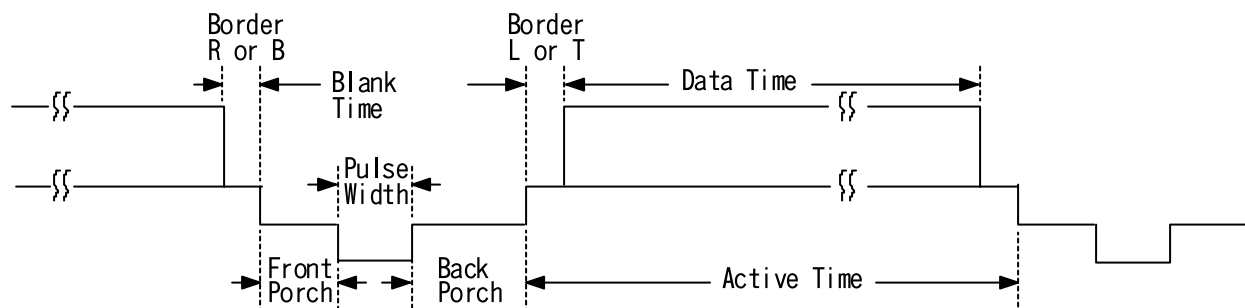 Border
R or B
Border
L or T
Blank
Time
Data Time
Pulse
Width
Front
Porch
Back
Porch
Active Time